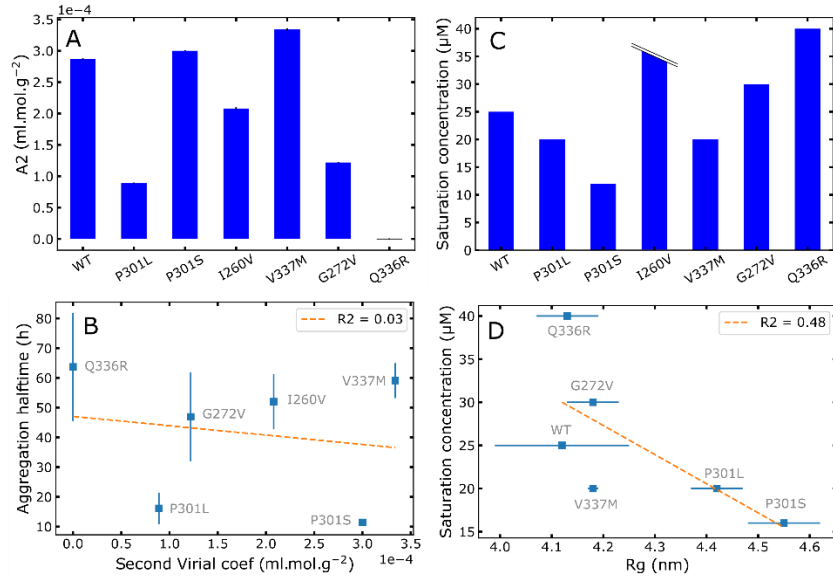 A
1e−4
A2 (ml.mol.g⁻²)
3.5
3.0
2.5
2.0
1.5
1.0
0.5
0.0
WT
P301L
P301S
I260V
V337M
G272V
Q336R
C
Saturation concentration (µM)
40
35
30
25
20
15
10
5
0
WT
P301L
P301S
I260V
V337M
G272V
Q336R
B
R2 = 0.03
Aggregation halftime (h)
80
70
60
50
40
30
20
10
Q336R
V337M
I260V
G272V
P301L
P301S
0.0
0.5
1.0
1.5
2.0
2.5
3.0
3.5
1e−4
Second Virial coef (ml.mol.g⁻²)
D
R2 = 0.48
Saturation concentration (µM)
40
35
30
25
20
15
Q336R
G272V
WT
P301L
V337M
P301S
4.0
4.1
4.2
4.3
4.4
4.5
4.6
Rg (nm)